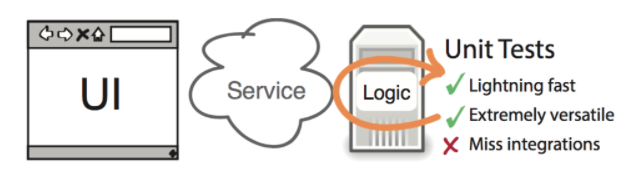 UI
Service
Logic
Unit Tests
Lightning fast
Extremely versatile
Miss integrations